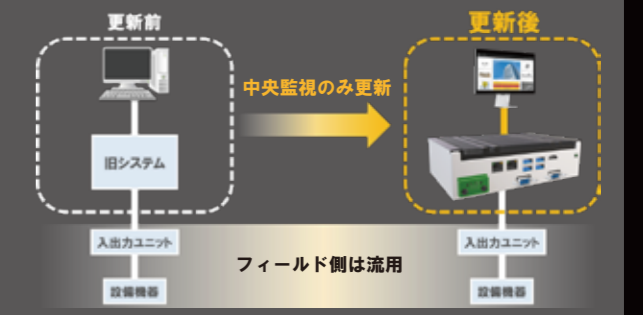 更新前
更新後
中央監視のみ更新
旧システム
入出力ユニット
フィールド側は流用
入出力ユニット
設備機器
設備機器